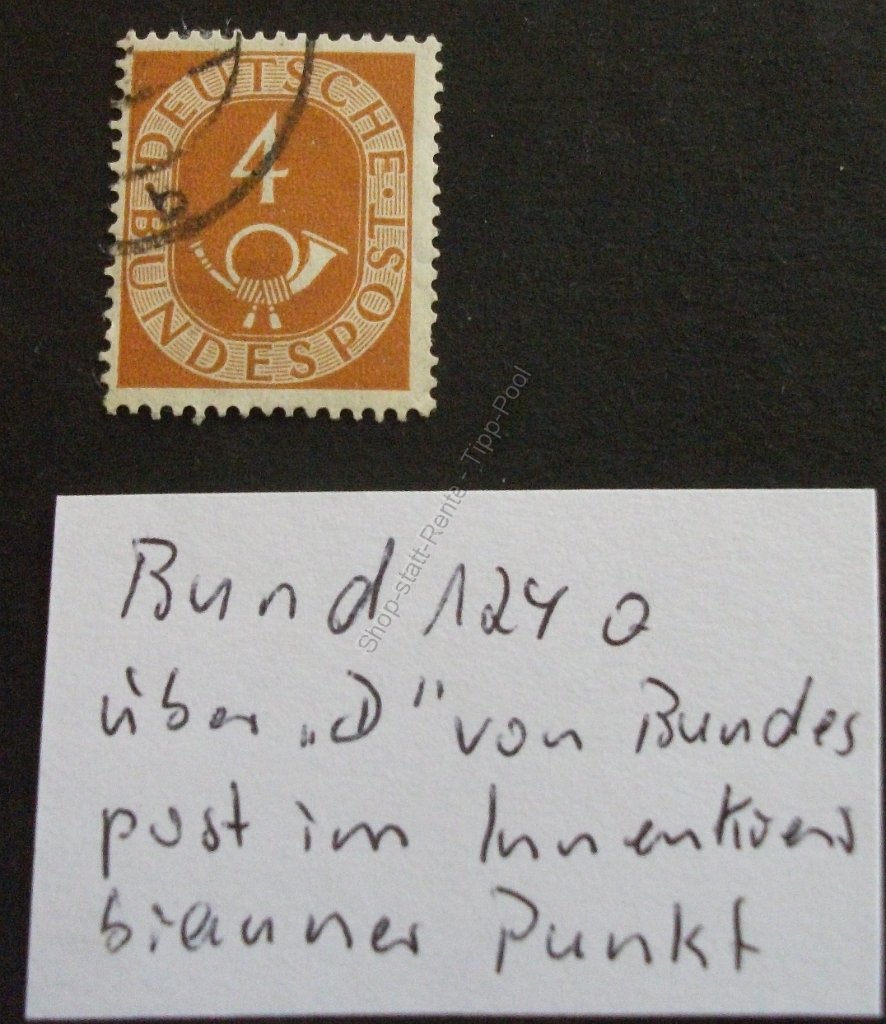 DEUTSCHE · BUNDESPOST
4
b
Shop-statt-Rente - Tipp-Pool
Bund 124 o
über „D" von Bundes
post im Innenkreis
brauner Punkt